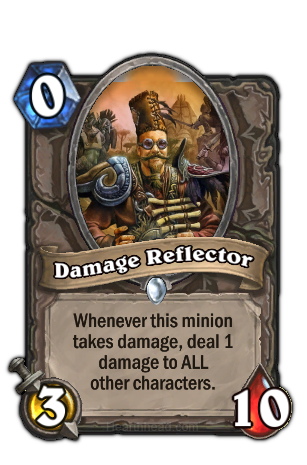 0
Damage Reflector
Whenever this minion
takes damage, deal 1
damage to ALL
other characters.
3
10